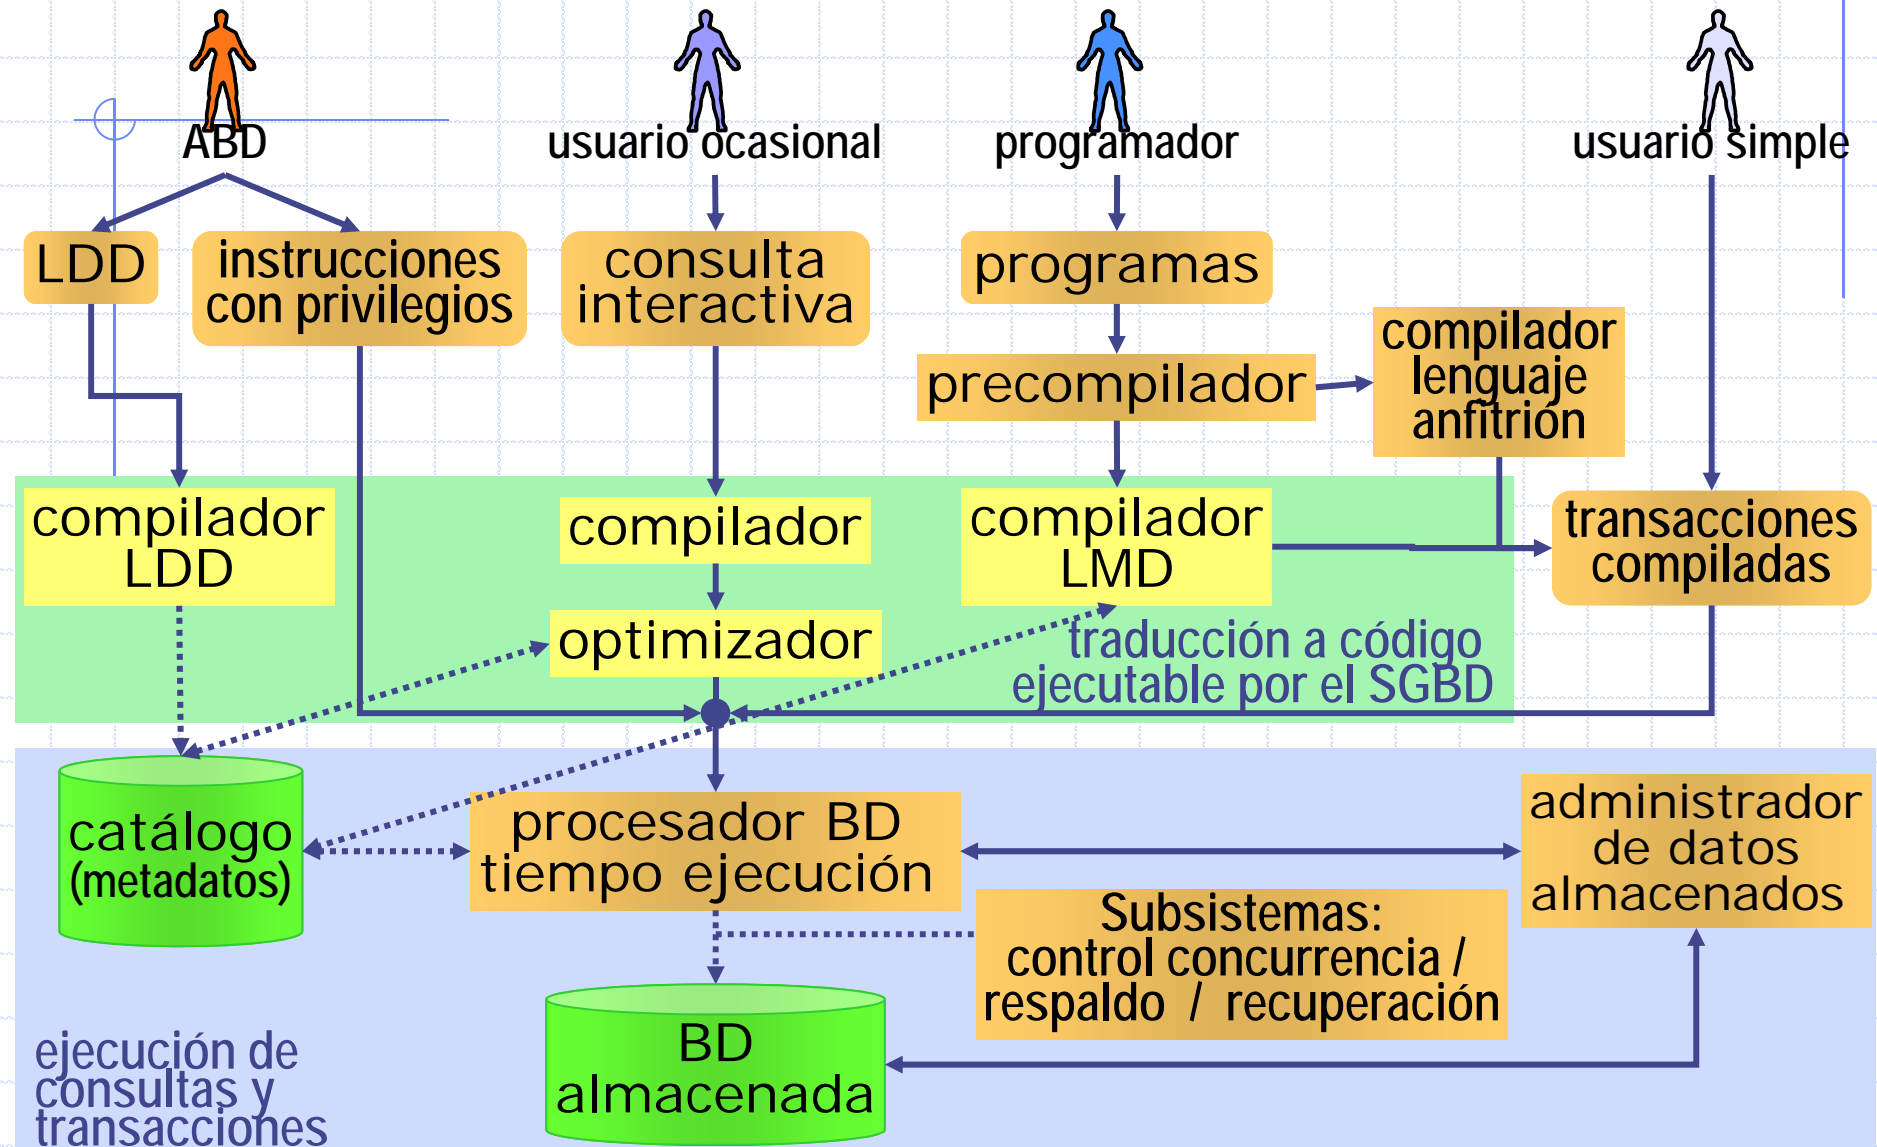 ABD
usuario ocasional
programador
usuario simple
LDD
instrucciones
con privilegios
consulta
interactiva
programas
precompilador
compilador
lenguaje
anfitrión
compilador
LDD
compilador
compilador
LMD
transacciones
compiladas
optimizador
traducción a código
ejecutable por el SGBD
catálogo
(metadatos)
procesador BD
tiempo ejecución
administrador
de datos
almacenados
Subsistemas:
control concurrencia /
respaldo / recuperación
BD
almacenada
ejecución de
consultas y
transacciones